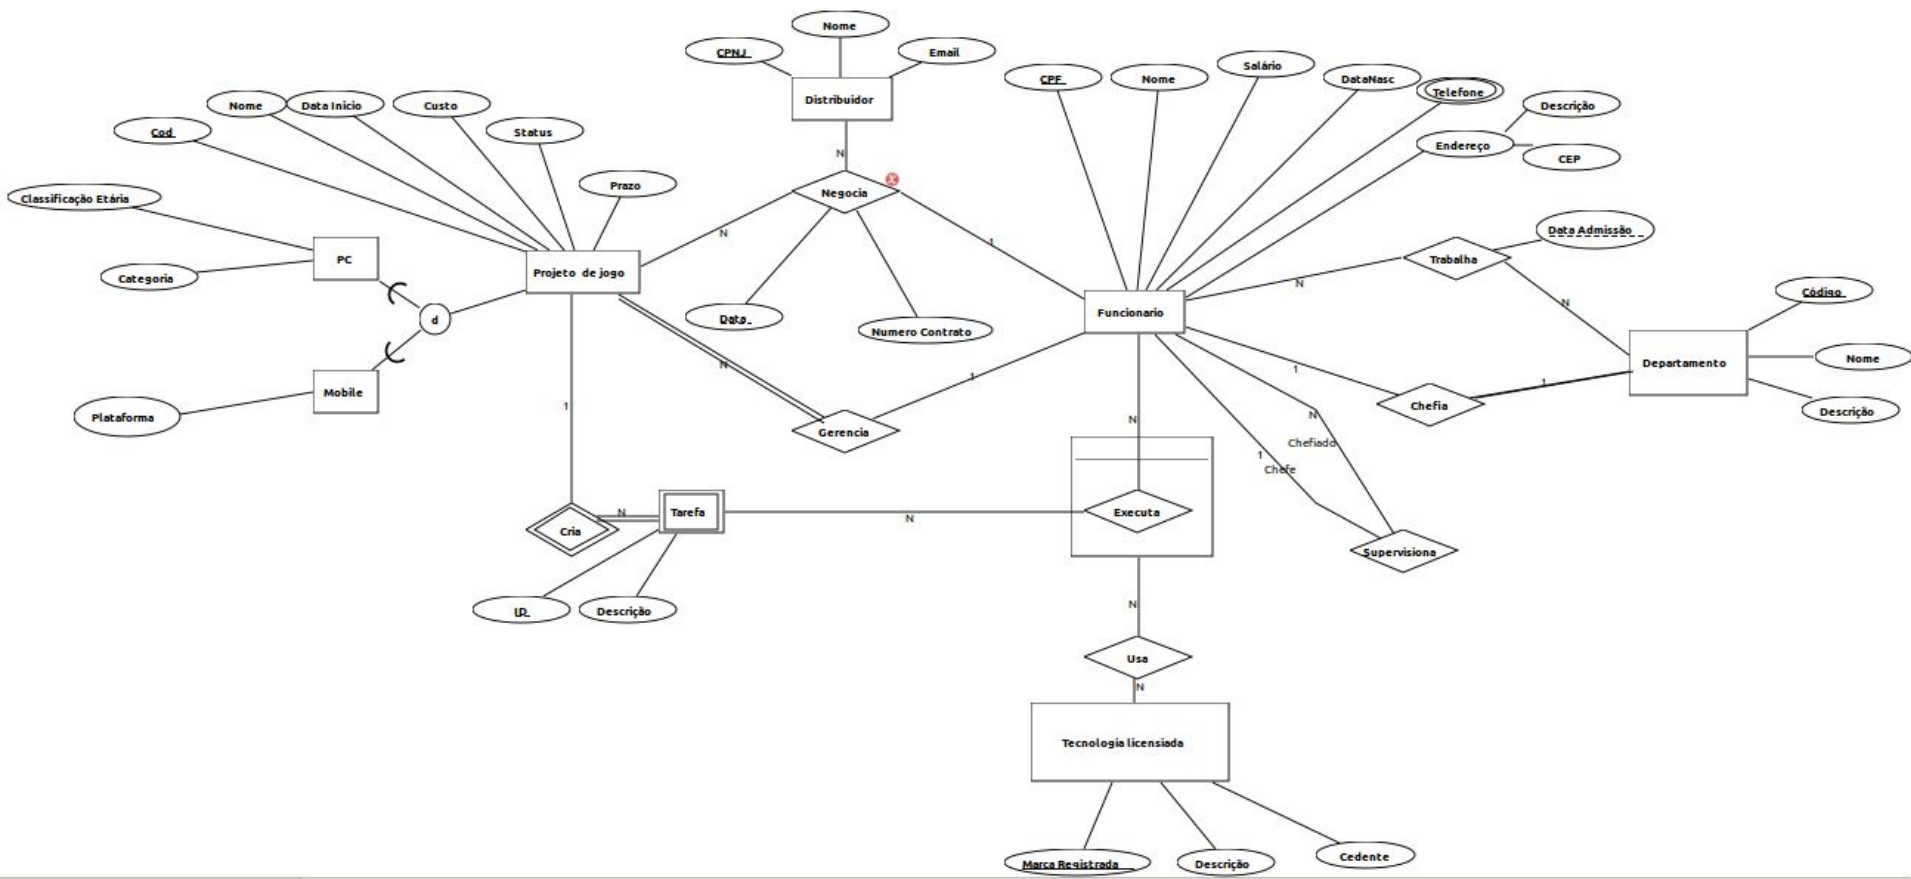 Nome
CPNJ
Email
Distribuidor
N
CPF
Nome
Salário
DataNasc
Telefone
Descrição
Endereço
CEP
Nome
Data Inicio
Custo
Cod
Status
Prazo
Classificação Etária
Categoria
PC
Projeto de jogo
d
Mobile
Plataforma
Negocia
N
1
Data
Numero Contrato
Funcionario
N
Trabalha
Data Admissão
N
Código
Departamento
Nome
Descrição
1
Chefia
1
N
Gerencia
1
N
Chefiado
1
Chefe
Supervisiona
1
Cria
N
Tarefa
N
N
Executa
ID
Descrição
N
Usa
N
Tecnologia licensiada
Marca Registrada
Descrição
Cedente